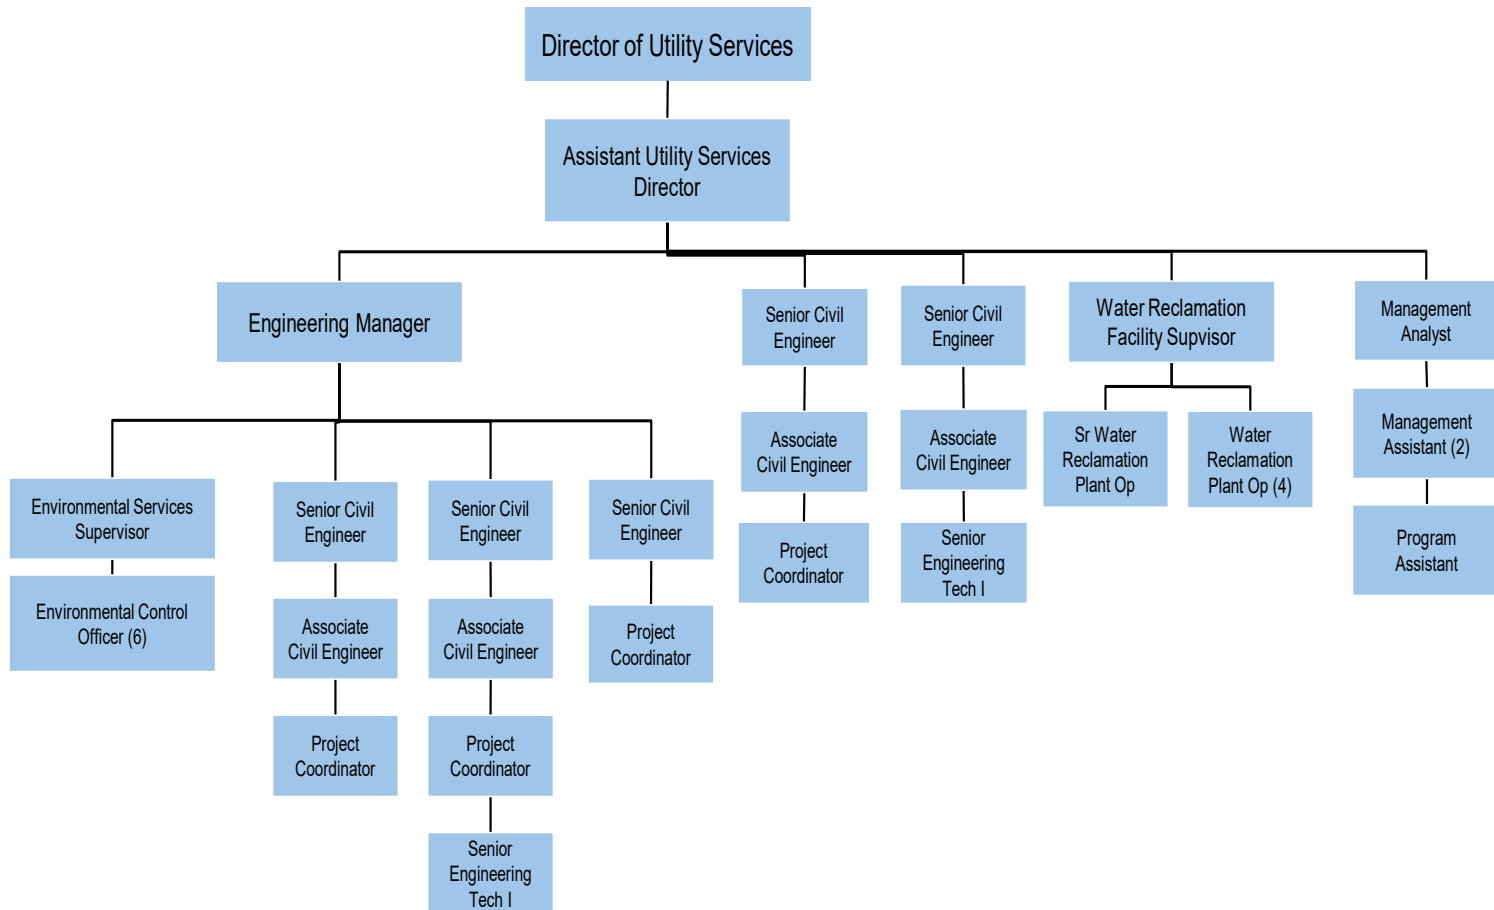 Director of Utility Services
Assistant Utility Services
Director
Engineering Manager
Senior Civil
Engineer
Senior Civil
Engineer
Water Reclamation
Facility Supvisor
Management
Analyst
Associate
Civil Engineer
Associate
Civil Engineer
Sr Water
Reclamation
Plant Op
Water
Reclamation
Plant Op (4)
Management
Assistant (2)
Environmental Services
Supervisor
Senior Civil
Engineer
Senior Civil
Engineer
Senior Civil
Engineer
Project
Coordinator
Senior
Engineering
Tech I
Program
Assistant
Environmental Control
Officer (6)
Associate
Civil Engineer
Associate
Civil Engineer
Project
Coordinator
Project
Coordinator
Project
Coordinator
Senior
Engineering
Tech I